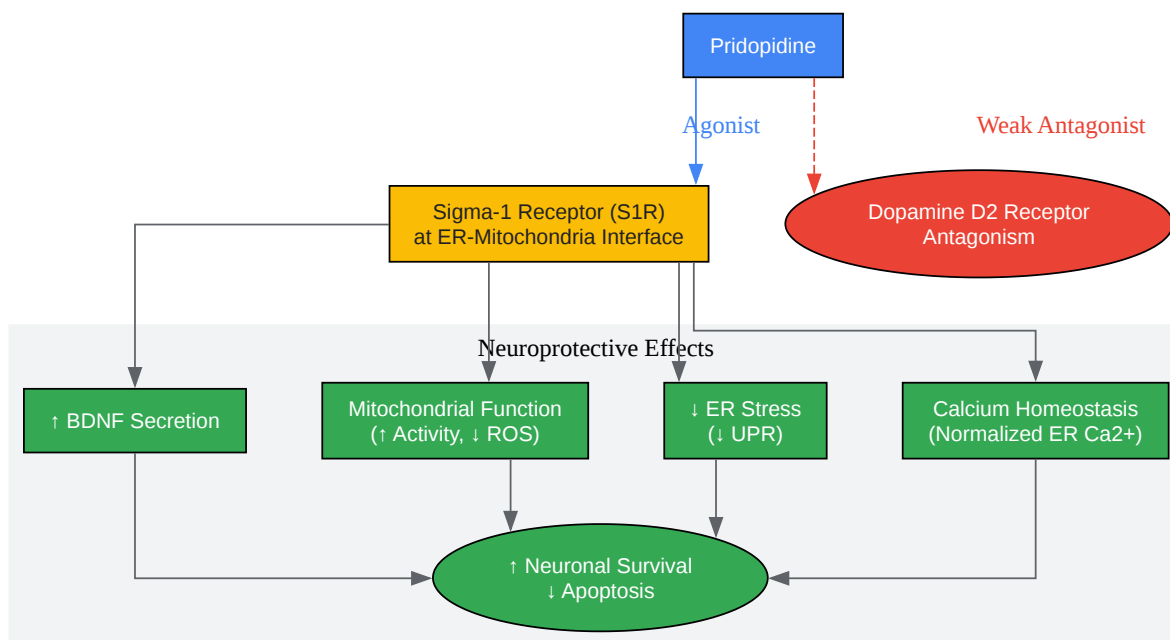 Pridopidine
Agonist
Weak Antagonist
Sigma-1 Receptor (S1R)
at ER-Mitochondria Interface
Dopamine D2 Receptor
Antagonism
Neuroprotective Effects
↑ BDNF Secretion
Mitochondrial Function
(↑ Activity, ↓ ROS)
↓ ER Stress
(↓ UPR)
Calcium Homeostasis
(Normalized ER Ca2+)
↑ Neuronal Survival
↓ Apoptosis